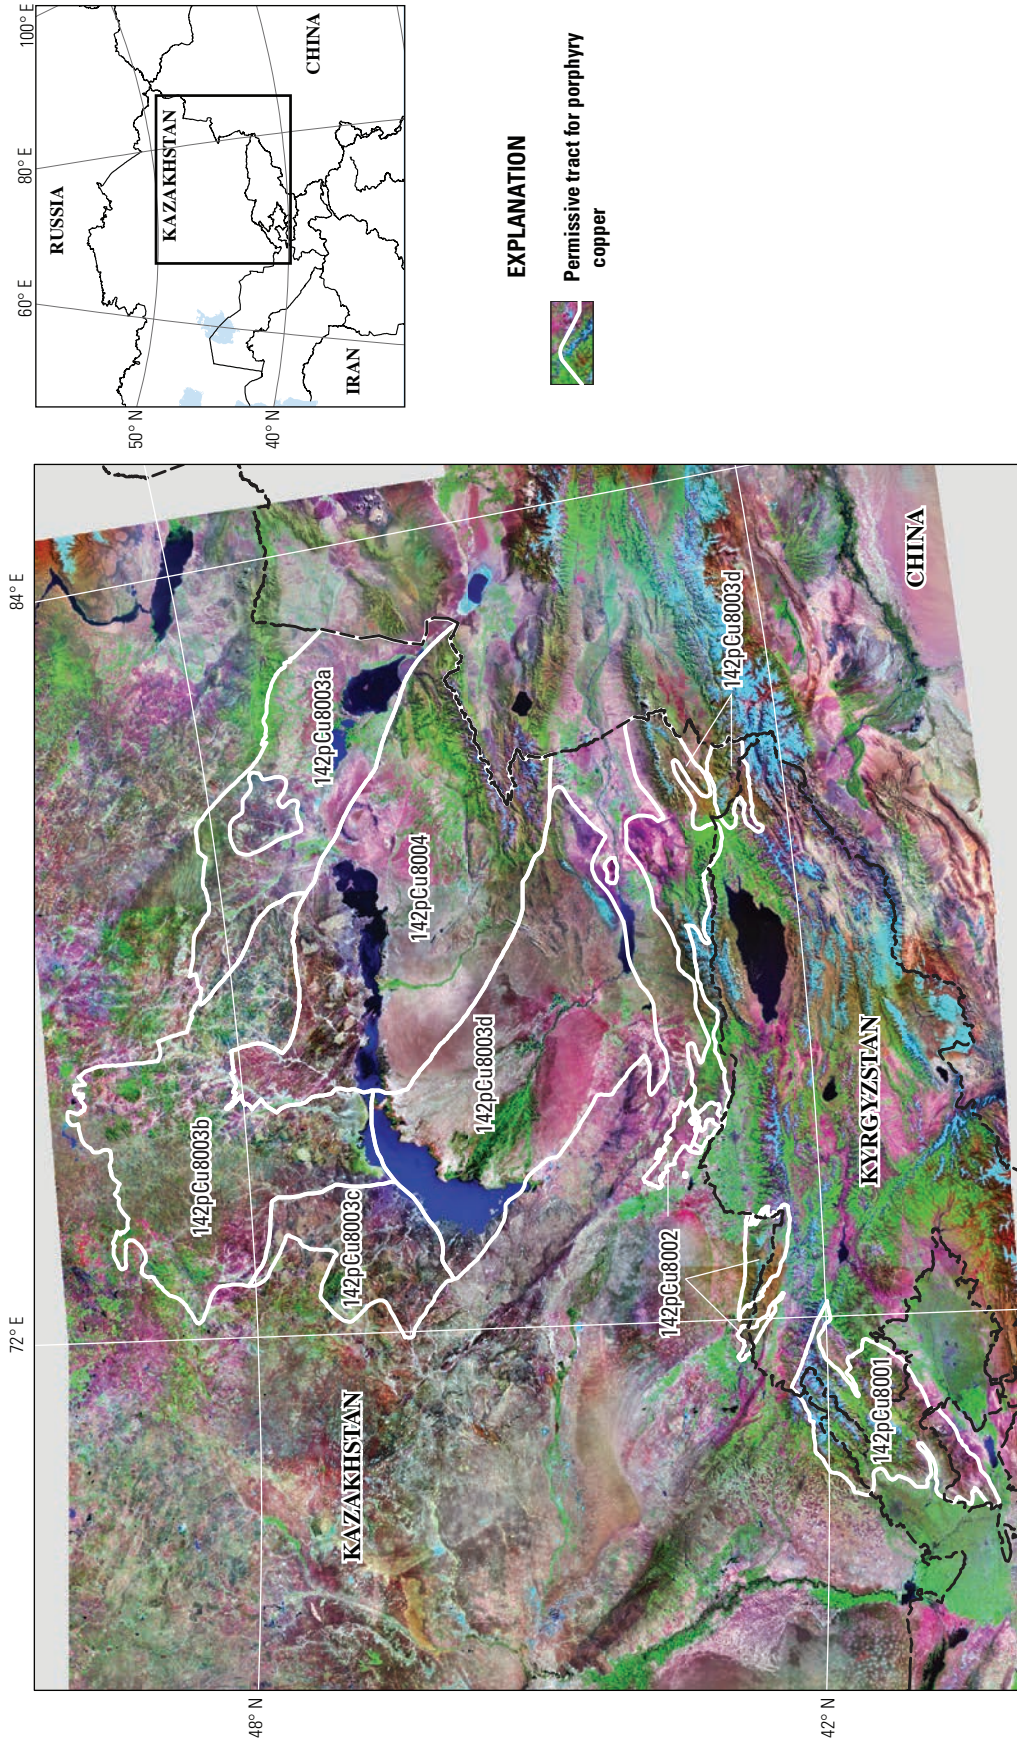 72° E
84° E
48° N
42° N
KAZAKHSTAN
KYRGYZSTAN
CHINA
142pCu8003b
142pCu8003c
142pCu8003a
142pCu8004
142pCu8003d
142pCu8003d
142pCu8002
142pCu8001
60° E
80° E
100° E
50° N
40° N
RUSSIA
KAZAKHSTAN
CHINA
IRAN
EXPLANATION
Permissive tract for porphyry
copper